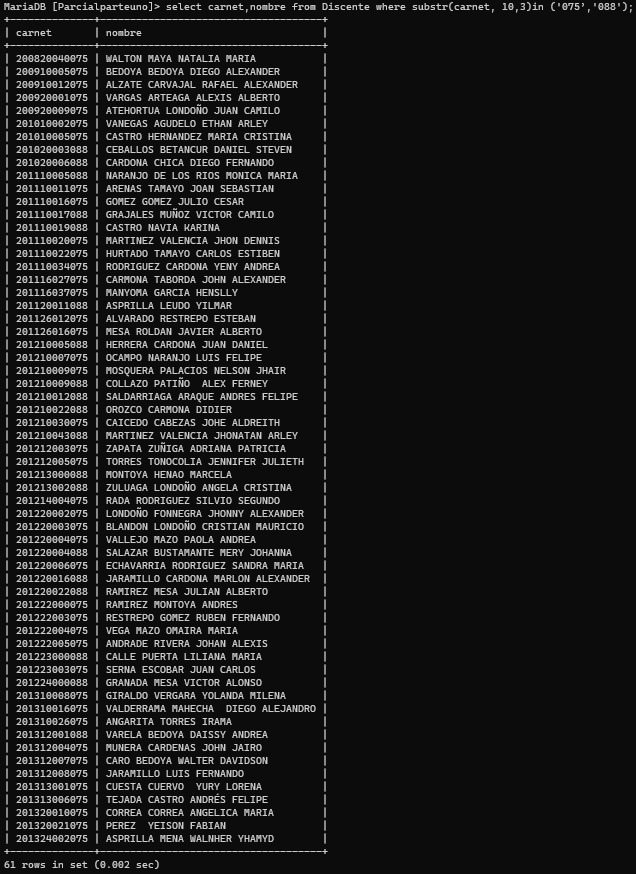 MariaDB [Parcialparteuno]> select carnet,nombre from Discente where substr(carnet, 10,3)in ('075','088');
+--------------+-------------------------------------+
| carnet       | nombre                              |
+--------------+-------------------------------------+
| 200820040075 | WALTON MAYA NATALIA MARIA           |
| 200910005075 | BEDOYA BEDOYA DIEGO ALEXANDER       |
| 200910012075 | ALZATE CARVAJAL RAFAEL ALEXANDER    |
| 200920001075 | VARGAS ARTEAGA ALEXIS ALBERTO       |
| 200920009075 | ATEHORTUA LONDOÑO JUAN CAMILO       |
| 201010002075 | VANEGAS AGUDELO ETHAN ARLEY         |
| 201010005075 | CASTRO HERNANDEZ MARIA CRISTINA     |
| 201020003088 | CEBALLOS BETANCUR DANIEL STEVEN     |
| 201020006088 | CARDONA CHICA DIEGO FERNANDO        |
| 201110005088 | NARANJO DE LOS RIOS MONICA MARIA    |
| 201110011075 | ARENAS TAMAYO JOAN SEBASTIAN        |
| 201110016075 | GOMEZ GOMEZ JULIO CESAR             |
| 201110017088 | GRAJALES MUÑOZ VICTOR CAMILO        |
| 201110019088 | CASTRO NAVIA KARINA                 |
| 201110020075 | MARTINEZ VALENCIA JHON DENNIS       |
| 201110022075 | HURTADO TAMAYO CARLOS ESTIBEN       |
| 201110034075 | RODRIGUEZ CARDONA YENY ANDREA       |
| 201116027075 | CARMONA TABORDA JOHN ALEXANDER      |
| 201116037075 | MANYOMA GARCIA HENSLLY              |
| 201120011088 | ASPRILLA LEUDO YILMAR               |
| 201126012075 | ALVARADO RESTREPO ESTEBAN           |
| 201126016075 | MESA ROLDAN JAVIER ALBERTO          |
| 201210005088 | HERRERA CARDONA JUAN DANIEL         |
| 201210007075 | OCAMPO NARANJO LUIS FELIPE          |
| 201210009075 | MOSQUERA PALACIOS NELSON JHAIR      |
| 201210009088 | COLLAZO PATIÑO  ALEX FERNEY         |
| 201210012088 | SALDARRIAGA ARAQUE ANDRES FELIPE    |
| 201210022088 | OROZCO CARMONA DIDIER               |
| 201210030075 | CAICEDO CABEZAS JOHE ALDREITH       |
| 201210043088 | MARTINEZ VALENCIA JHONATAN ARLEY    |
| 201212003075 | ZAPATA ZUÑIGA ADRIANA PATRICIA      |
| 201212005075 | TORRES TONOCOLIA JENNIFER JULIETH   |
| 201213000088 | MONTOYA HENAO MARCELA               |
| 201213002088 | ZULUAGA LONDOÑO ANGELA CRISTINA     |
| 201214004075 | RADA RODRIGUEZ SILVIO SEGUNDO       |
| 201220002075 | LONDOÑO FONNEGRA JHONNY ALEXANDER   |
| 201220003075 | BLANDON LONDOÑO CRISTIAN MAURICIO   |
| 201220004075 | VALLEJO MAZO PAOLA ANDREA           |
| 201220004088 | SALAZAR BUSTAMANTE MERY JOHANNA     |
| 201220006075 | ECHAVARRIA RODRIGUEZ SANDRA MARIA   |
| 201220016088 | JARAMILLO CARDONA MARLON ALEXANDER  |
| 201220022088 | RAMIREZ MESA JULIAN ALBERTO         |
| 201222000075 | RAMIREZ MONTOYA ANDRES              |
| 201222003075 | RESTREPO GOMEZ RUBEN FERNANDO       |
| 201222004075 | VEGA MAZO OMAIRA MARIA              |
| 201222005075 | ANDRADE RIVERA JOHAN ALEXIS         |
| 201223000088 | CALLE PUERTA LILIANA MARIA          |
| 201223003075 | SERNA ESCOBAR JUAN CARLOS           |
| 201224000088 | GRANADA MESA VICTOR ALONSO          |
| 201310008075 | GIRALDO VERGARA YOLANDA MILENA      |
| 201310016075 | VALDERRAMA MAHECHA  DIEGO ALEJANDRO |
| 201310026075 | ANGARITA TORRES IRAMA               |
| 201312001088 | VARELA BEDOYA DAISSY ANDREA         |
| 201312004075 | MUNERA CARDENAS JOHN JAIRO          |
| 201312007075 | CARO BEDOYA WALTER DAVIDSON         |
| 201312008075 | JARAMILLO LUIS FERNANDO             |
| 201313001075 | CUESTA CUERVO  YURY LORENA          |
| 201313006075 | TEJADA CASTRO ANDRÉS FELIPE         |
| 201320010075 | CORREA CORREA ANGELICA MARIA        |
| 201320021075 | PEREZ  YEISON FABIAN                |
| 201324002075 | ASPRILLA MENA WALNHER YHAMYD        |
+--------------+-------------------------------------+
61 rows in set (0.002 sec)